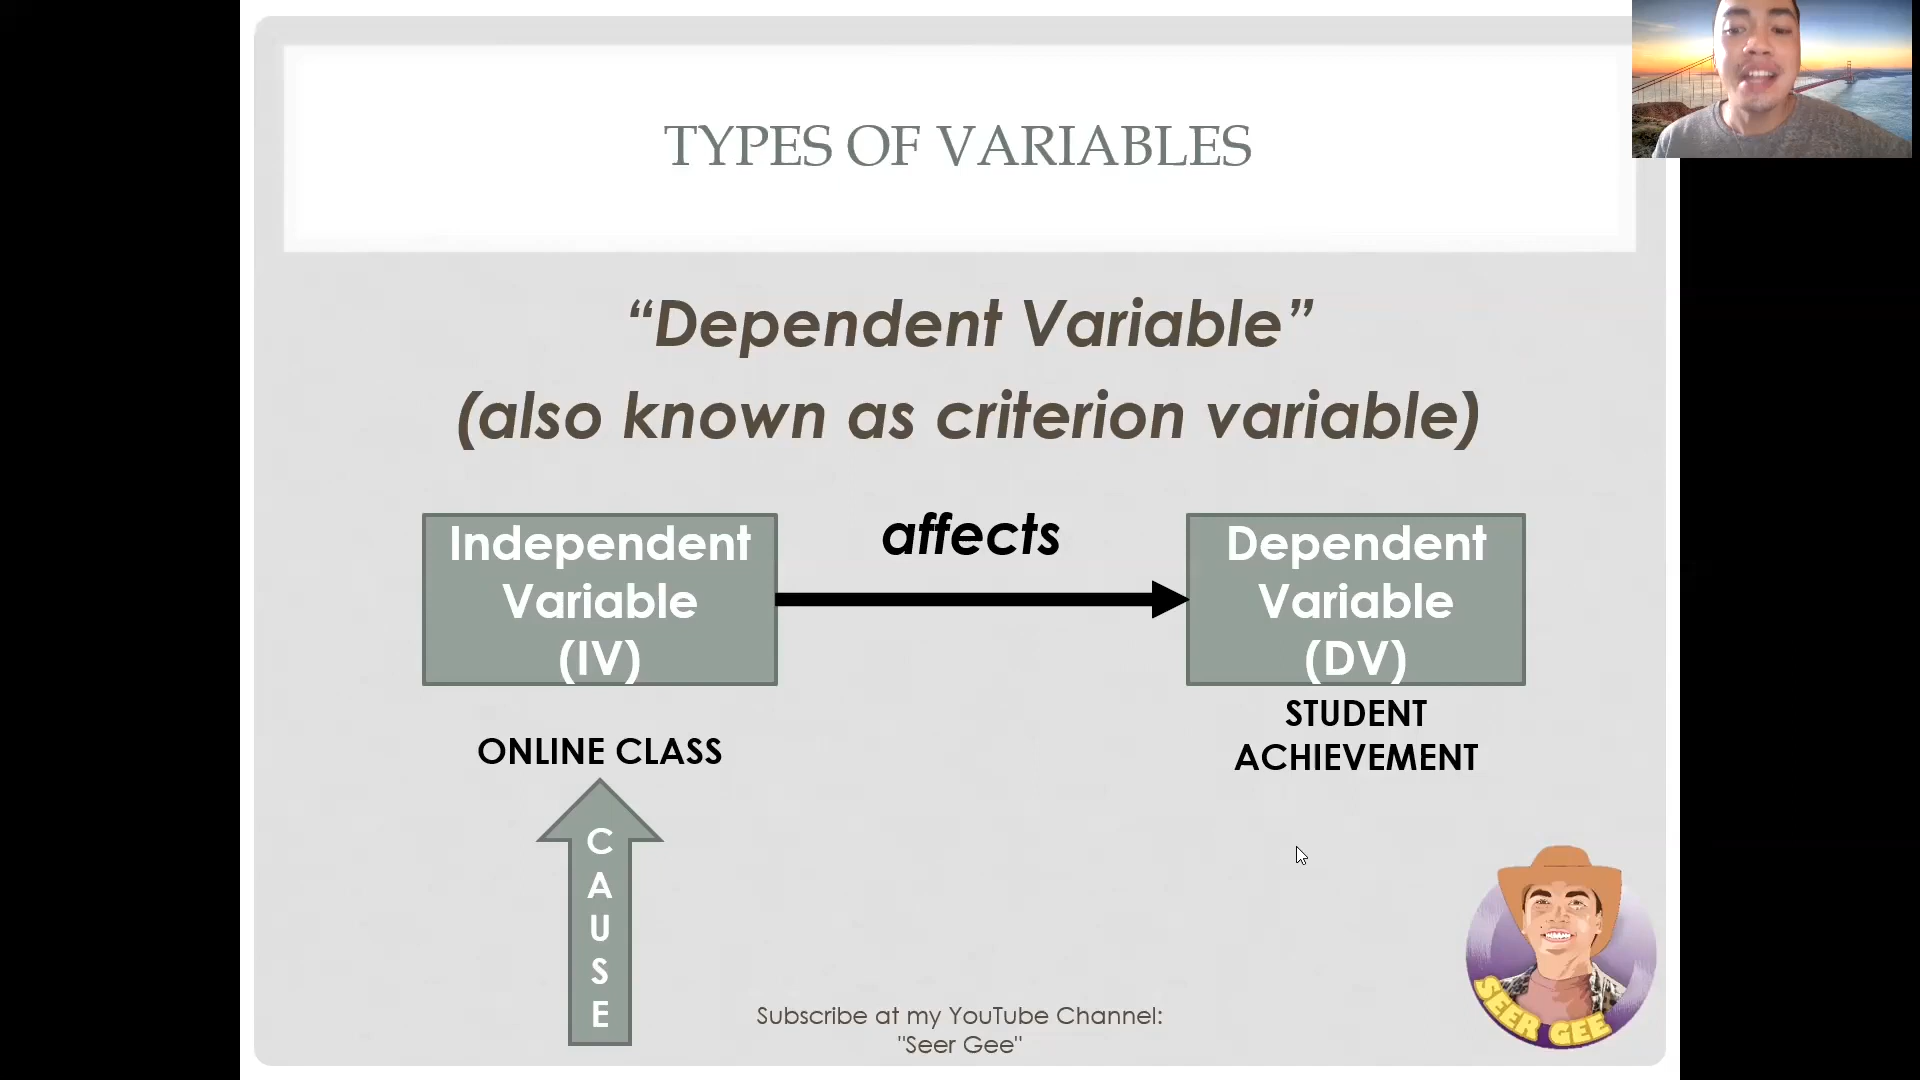 TYPES OF VARIABLES
“Dependent Variable”
(also known as criterion variable)
affects
Independent
Variable
(IV)
Dependent
Variable
(DV)
ONLINE CLASS
STUDENT
ACHIEVEMENT
C
A
U
S
E
Subscribe at my YouTube Channel:
"Seer Gee"
SEER GEE